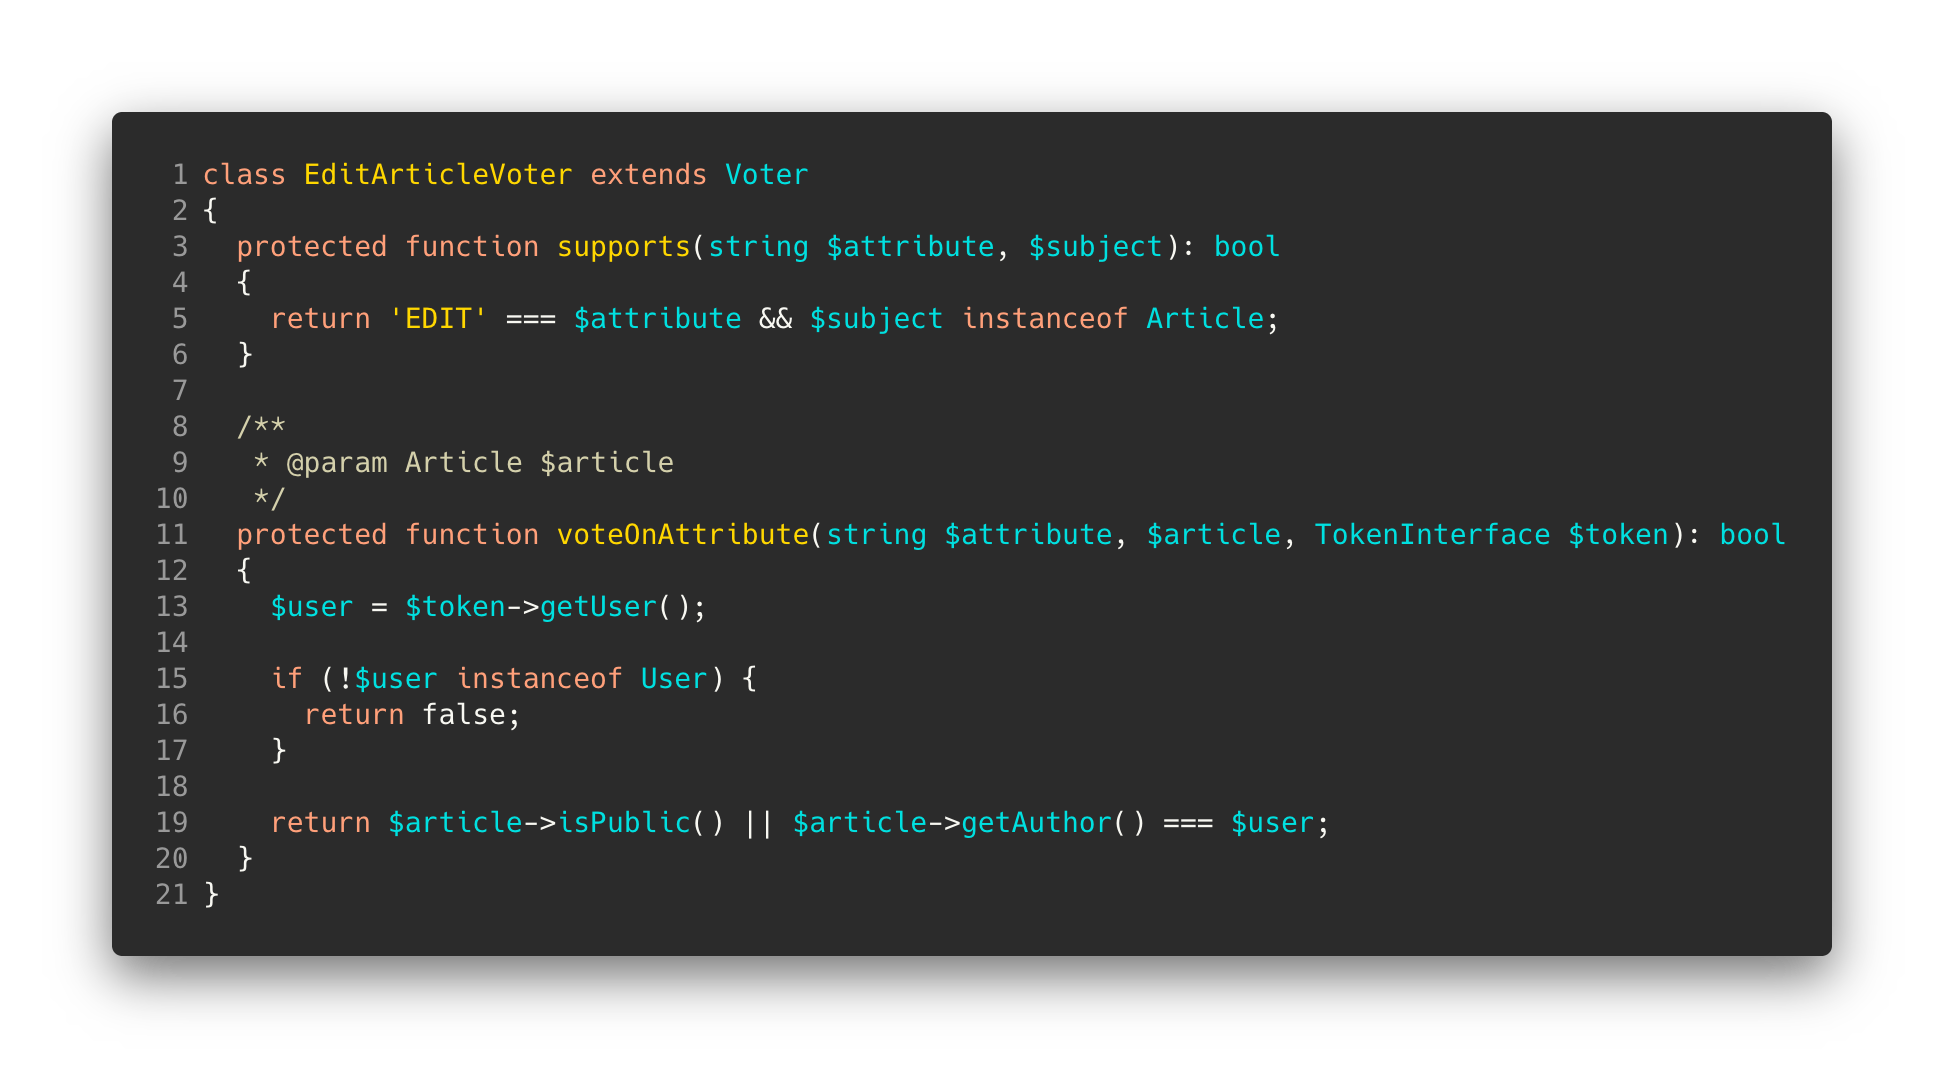 1 class EditArticleVoter extends Voter
2 {
3   protected function supports(string $attribute, $subject): bool
4   {
5     return 'EDIT' === $attribute && $subject instanceof Article;
6   }
7
8   /**
9    * @param Article $article
10    */
11   protected function voteOnAttribute(string $attribute, $article, TokenInterface $token): bool
12   {
13     $user = $token->getUser();
14
15     if (!$user instanceof User) {
16       return false;
17     }
18
19     return $article->isPublic() || $article->getAuthor() === $user;
20   }
21 }